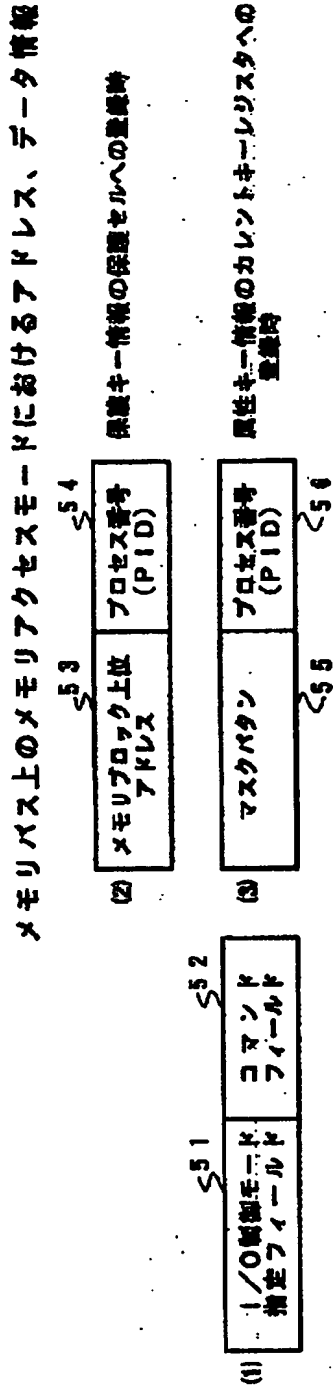 メモリバス上のメモリアクセスモードにおけるアドレス、データ情報
51
52
(1)
I/O制御モード
指定フィールド
コマンド
フィールド
53
54
(2)
メモリブロック上位
アドレス
プロセス番号
(PID)
保護キー情報の保護セルへの登録時
(3)
マスクパタン
プロセス番号
(PID)
55
56
属性キー情報のカレントキーレジスタへの
登録時